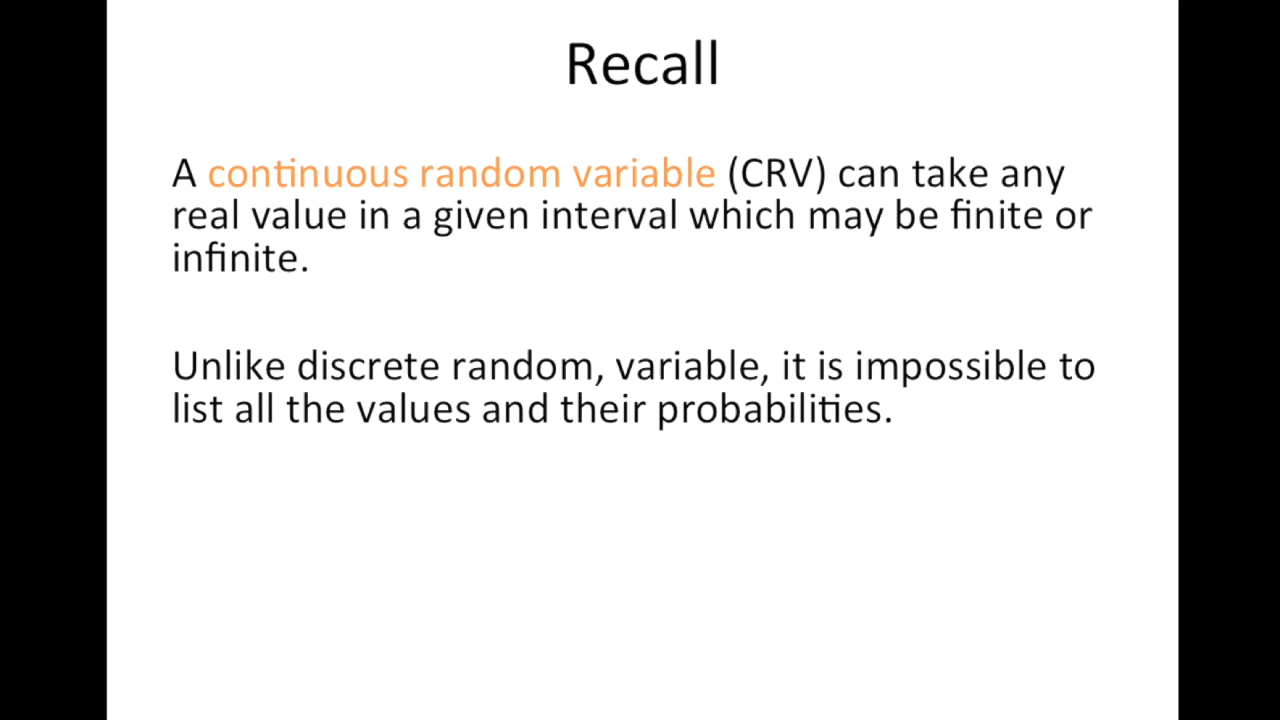 Recall
A continuous random variable (CRV) can take any
real value in a given interval which may be finite or
infinite.
Unlike discrete random, variable, it is impossible to
list all the values and their probabilities.